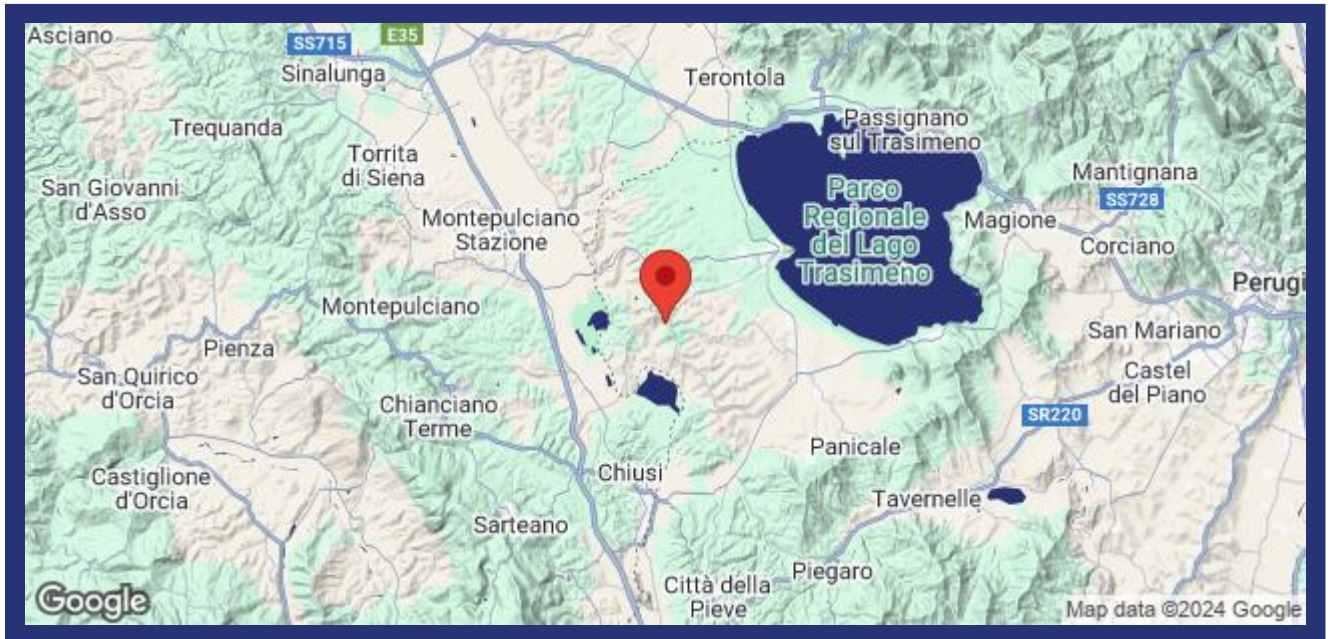 Asciano
SS715
E35
Sinalunga
Terontola
Trequanda
Passignano
sul Trasimeno
Torrita
di Siena
Mantignana
San Giovanni
d'Asso
Parco
Regionale
del Lago
Trasimeno
SS728
Montepulciano
Stazione
Magione
Corciano
Perugi
Montepulciano
San Mariano
Pienza
San Quirico
d'Orcia
Castel
del Piano
Chianciano
Terme
SR220
Panicale
Castiglione
d'Orcia
Chiusi
Tavernelle
Sarteano
Piegaro
Città della
Pieve
Google
Map data ©2024 Google